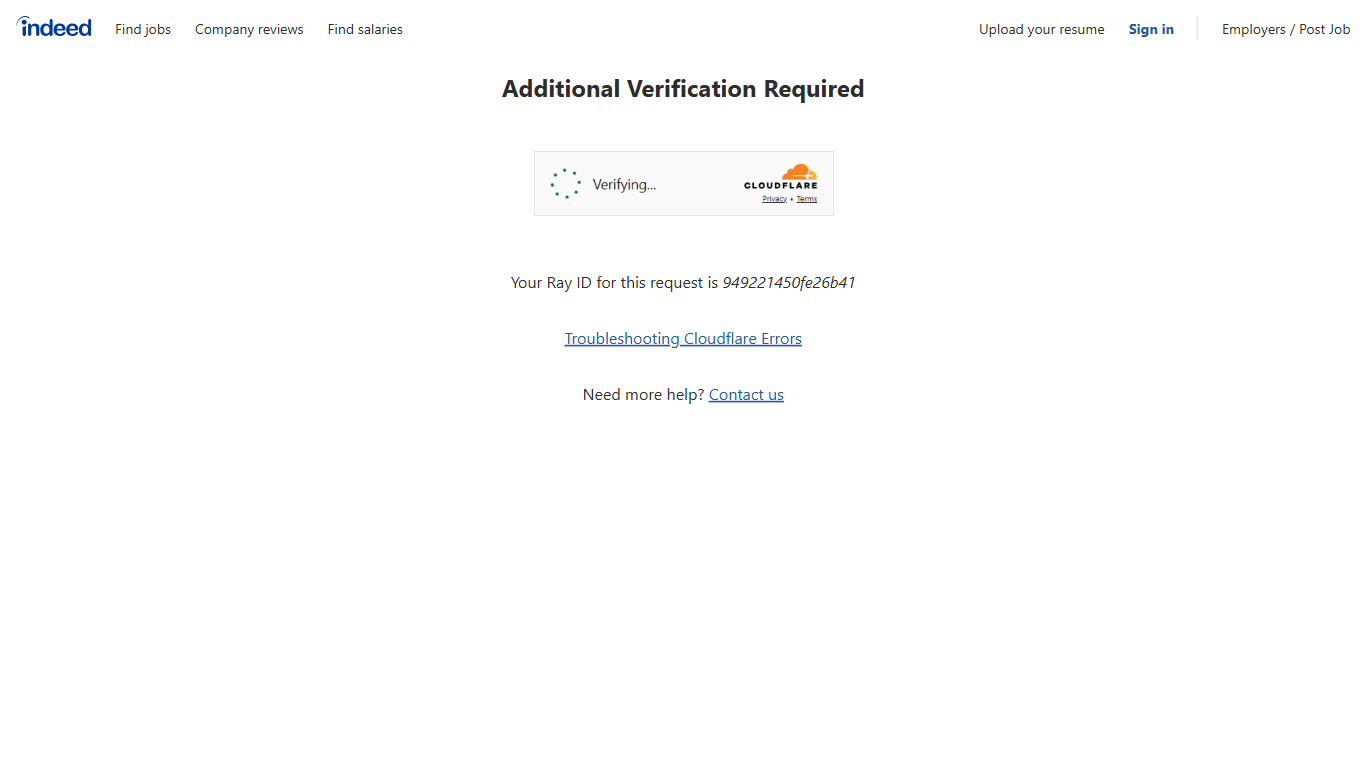 indeed Find jobs Company reviews Find salaries Upload your resume Sign in Employers / Post Job
Additional Verification Required
Verifying...
CLOUDFLARE
Privacy • Terms
Your Ray ID for this request is 949221450fe26b41
Troubleshooting Cloudflare Errors
Need more help? Contact us